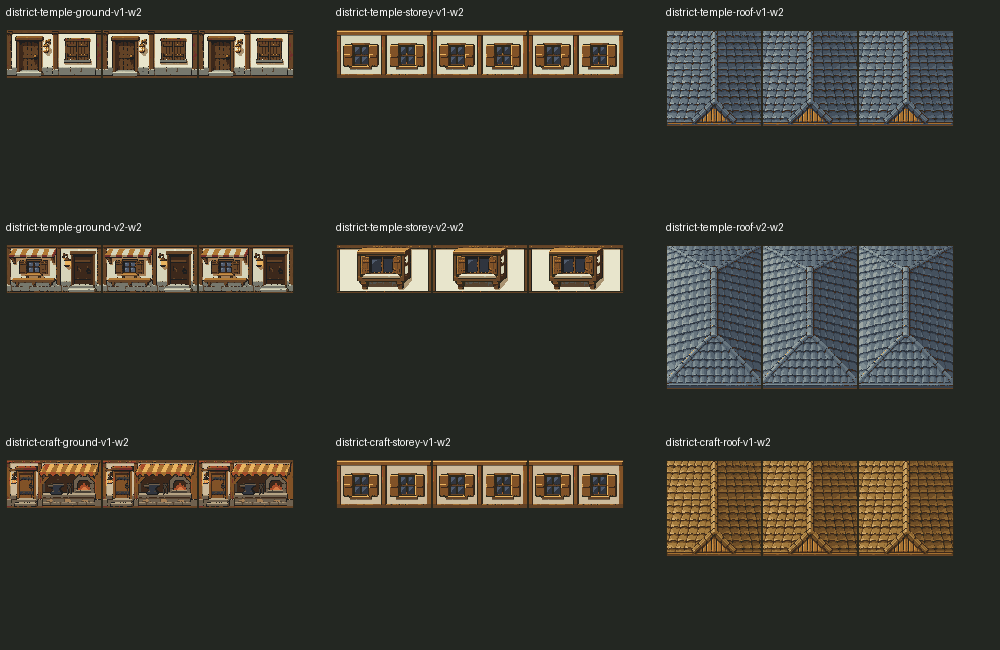 district-temple-ground-v1-w2
district-temple-storey-v1-w2
district-temple-roof-v1-w2
district-temple-ground-v2-w2
district-temple-storey-v2-w2
district-temple-roof-v2-w2
district-craft-ground-v1-w2
district-craft-storey-v1-w2
district-craft-roof-v1-w2